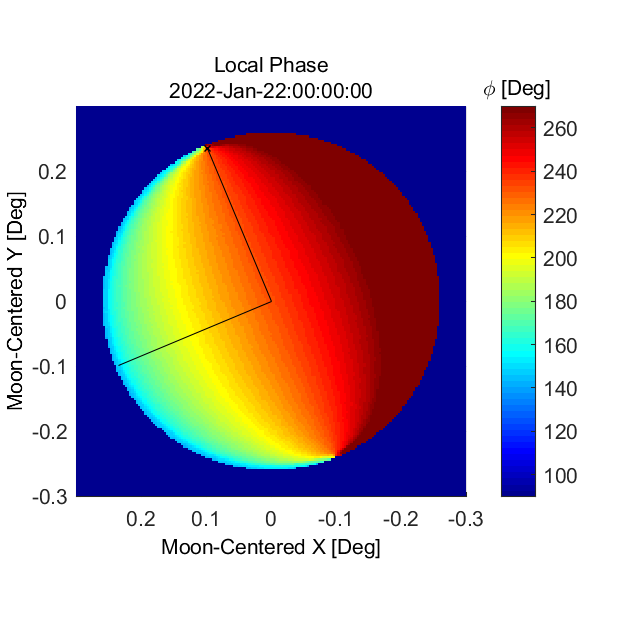 Local Phase
2022-Jan-22:00:00:00:00
ϕ [Deg]
Moon-Centered Y [Deg]
0.2
0.1
0
-0.1
-0.2
-0.3
0.2 0.1 0 -0.1 -0.2 -0.3
Moon-Centered X [Deg]
260
240
220
200
180
160
140
120
100